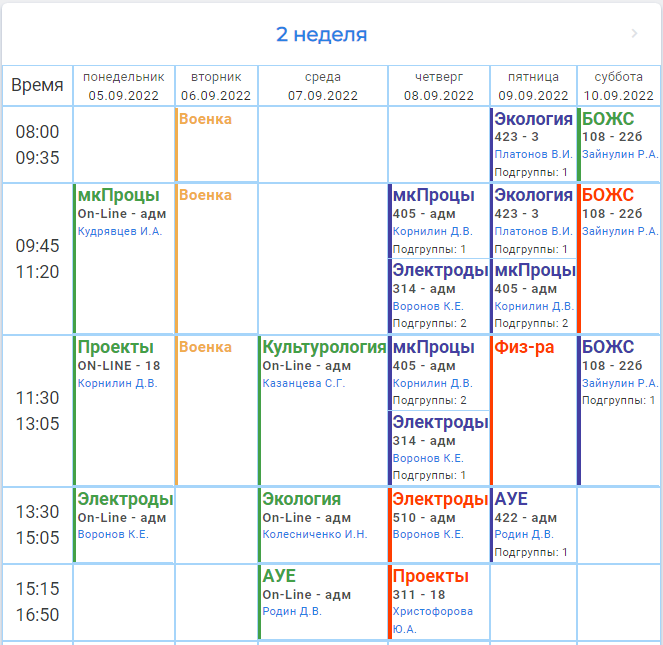 2 неделя
Время
понедельник
05.09.2022
вторник
06.09.2022
среда
07.09.2022
четверг
08.09.2022
пятница
09.09.2022
суббота
10.09.2022
08:00
09:35
Военка
Экология
423 - 3
Платонов В.И.
Подгруппы: 1
БОЖС
108 - 22б
Зайнулин Р.А.
09:45
11:20
мкПроцы
On-Line - адм
Кудрявцев И.А.
Военка
мкПроцы
405 - адм
Корнилин Д.В.
Подгруппы: 1
Электроды
314 - адм
Воронов К.Е.
Подгруппы: 2
Экология
423 - 3
Платонов В.И.
Подгруппы: 1
мкПроцы
405 - адм
Корнилин Д.В.
Подгруппы: 2
БОЖС
108 - 22б
Зайнулин Р.А.
11:30
13:05
Проекты
ON-LINE - 18
Корнилин Д.В.
Военка
Культурология
On-Line - адм
Казанцева С.Г.
мкПроцы
405 - адм
Корнилин Д.В.
Подгруппы: 2
Электроды
314 - адм
Воронов К.Е.
Подгруппы: 1
Физ-ра
БОЖС
108 - 22б
Зайнулин Р.А.
Подгруппы: 1
13:30
15:05
Электроды
On-Line - адм
Воронов К.Е.
Экология
On-Line - адм
Колесниченко И.Н.
Электроды
510 - адм
Воронов К.Е.
АУЕ
422 - адм
Родин Д.В.
Подгруппы: 1
15:15
16:50
АУЕ
On-Line - адм
Родин Д.В.
Проекты
311 - 18
Христофорова
Ю.А.